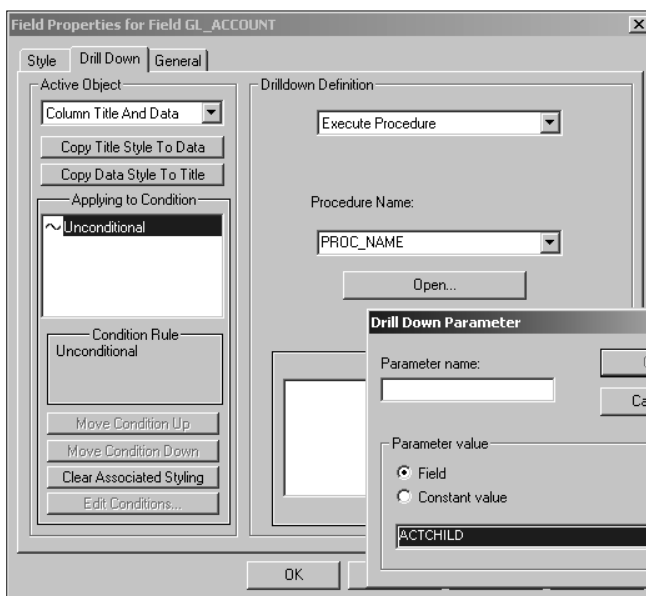 Field Properties for Field GL_ACCOUNT
Style
Drill Down
General
Active Object
Column Title And Data
Copy Title Style To Data
Copy Data Style To Title
Applying to Condition
Unconditional
Condition Rule
Unconditional
Move Condition Up
Move Condition Down
Clear Associated Styling
Edit Conditions...
Drilldown Definition
Execute Procedure
Procedure Name:
PROC_NAME
Open...
Drill Down Parameter
Parameter name:
Ca
Parameter value
Field
Constant value
ACTCHILD
OK